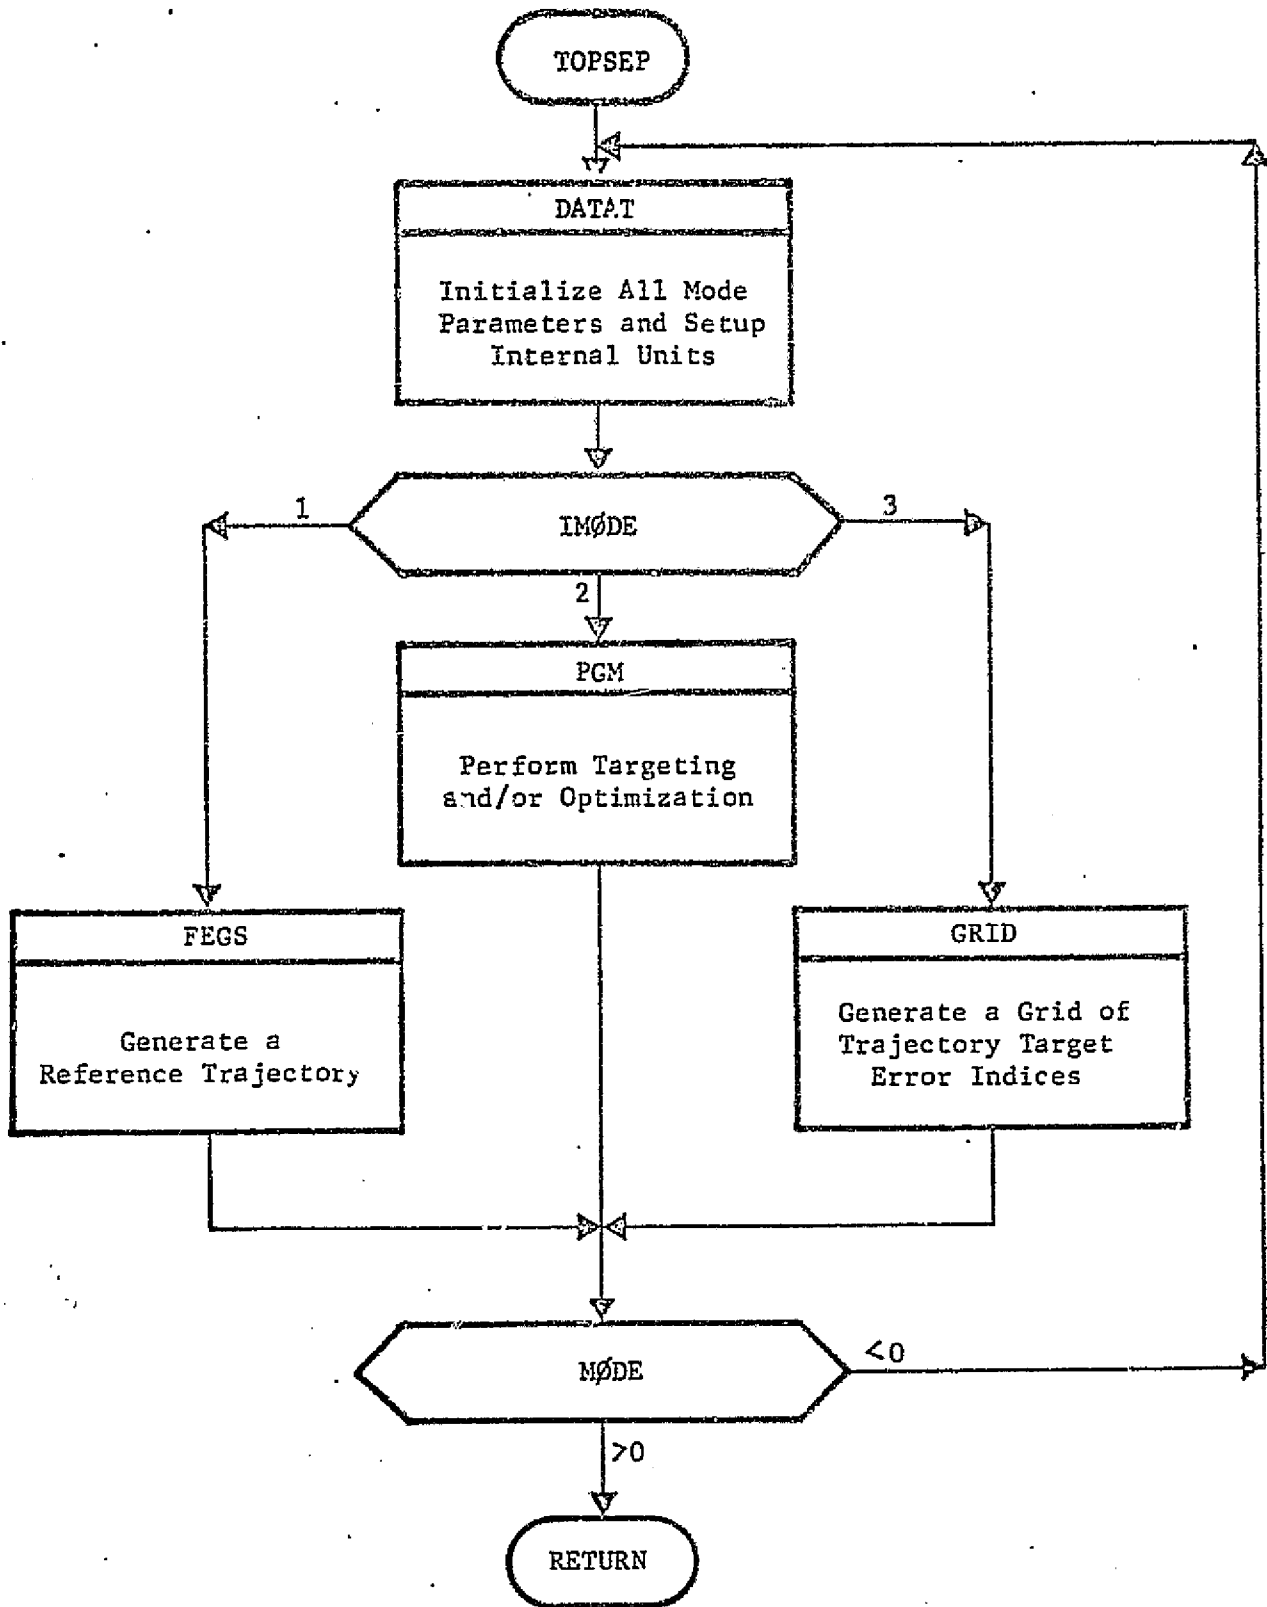 TOPSEP
DATAT
Initialize All Mode
Parameters and Setup
Internal Units
1
IMØDE
3
2
PGM
Perform Targeting
and/or Optimization
FEGS
Generate a
Reference Trajectory
GRID
Generate a Grid of
Trajectory Target
Error Indices
MØDE
<0
>0
RETURN